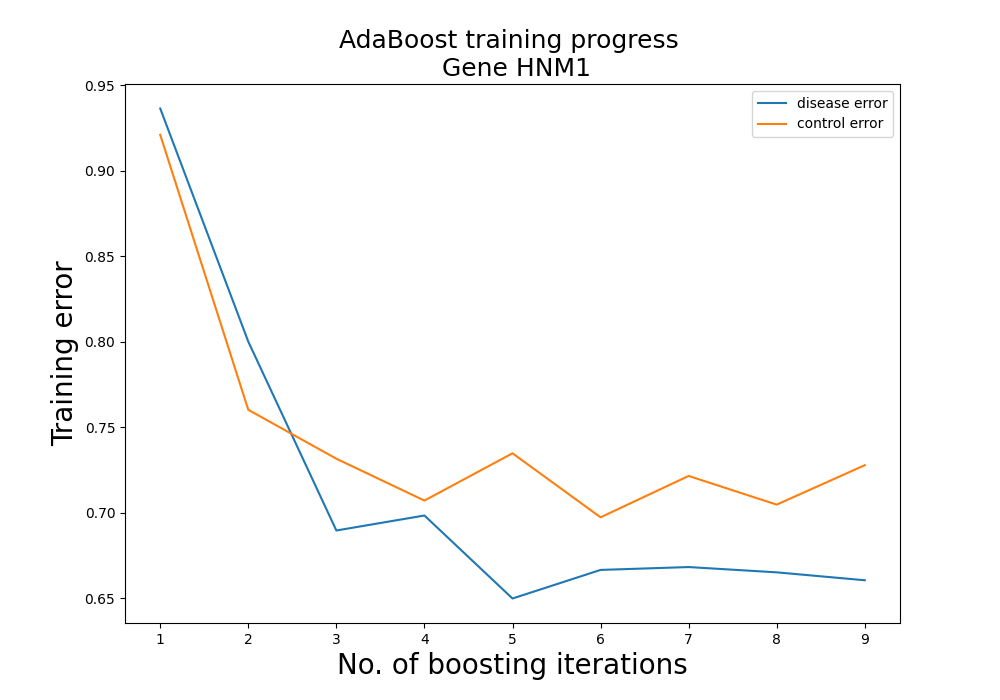 AdaBoost training progress
Gene HNM1
disease error
control error
Training error
0.95
0.90
0.85
0.80
0.75
0.70
0.65
1 2 3 4 5 6 7 8 9
No. of boosting iterations